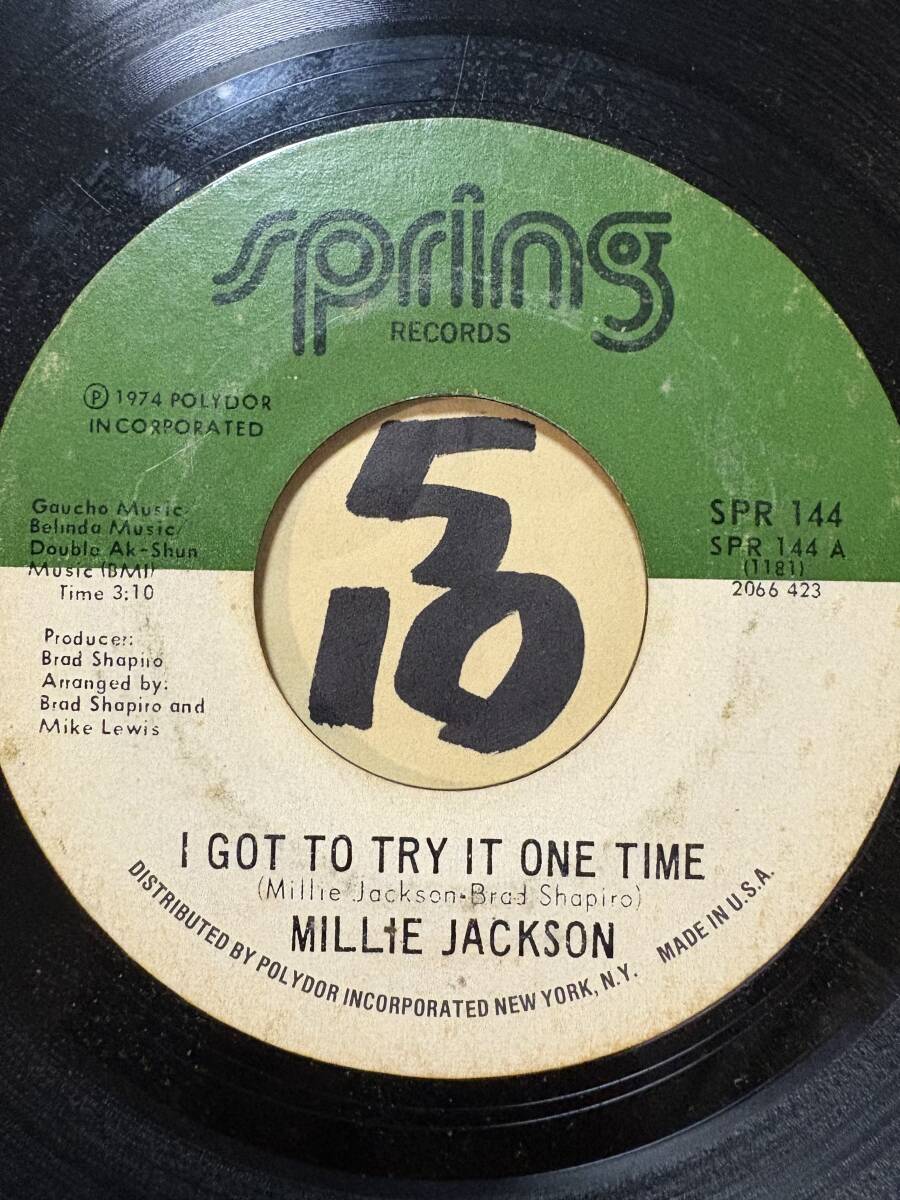 spring
RECORDS
Ⓟ 1974 POLYDOR
INCORPORATED
Gaucho Music-
Belinda Music/
Double Ak-Shun
Music (BMI)
Time 3:10
Producer:
Brad Shapiro
Arranged by:
Brad Shapiro and
Mike Lewis
SPR 144
SPR 144 A
(1181)
2066 423
5
10
I GOT TO TRY IT ONE TIME
(Millie Jackson-Brad Shapiro)
MILLIE JACKSON
DISTRIBUTED BY POLYDOR INCORPORATED NEW YORK, N.Y. MADE IN U.S.A.